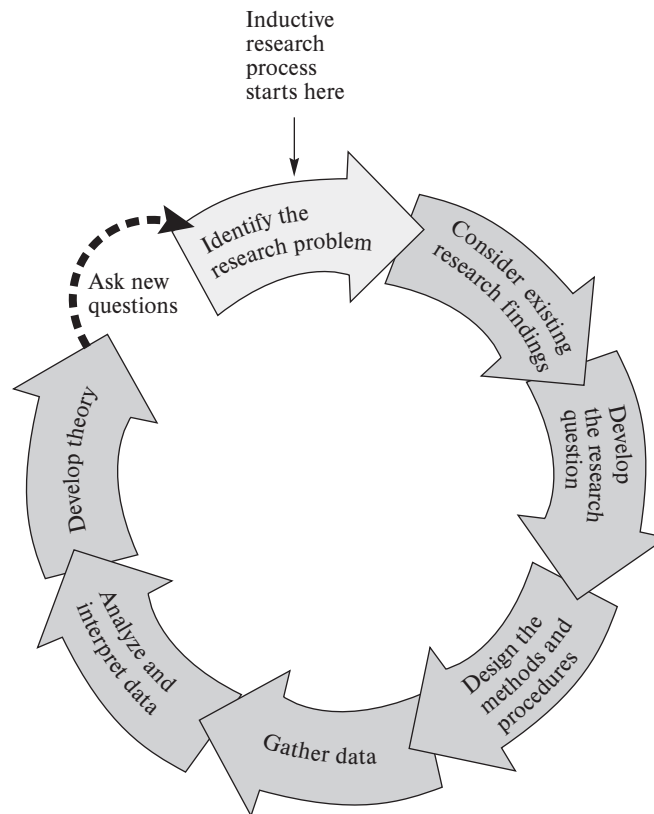 Inductive
research
process
starts here
Identify the
research problem
Consider existing
research findings
Develop
the research
question
Design the
methods and
procedures
Gather data
Analyze and
interpret data
Develop theory
Ask new
questions